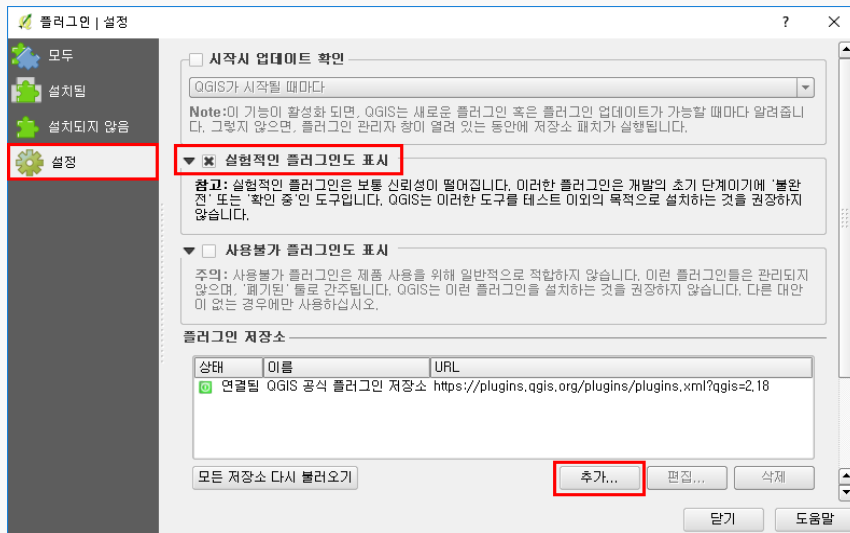 플러그인 | 설정
모두
설치됨
설치되지 않음
설정
시작시 업데이트 확인
QGIS가 시작될 때마다
Note:이 기능이 활성화 되면, QGIS는 새로운 플러그인 혹은 플러그인 업데이트가 가능할 때마다 알려줍니
다. 그렇지 않으면, 플러그인 관리자 창이 열려 있는 동안에 저장소 패치가 실행됩니다.
실험적인 플러그인도 표시
참고: 실험적인 플러그인은 보통 신뢰성이 떨어집니다. 이러한 플러그인은 개발의 초기 단계이기에 '불완
전' 또는 '확인 중'인 도구입니다. QGIS는 이러한 도구를 테스트 이외의 목적으로 설치하는 것을 권장하지
않습니다.
사용불가 플러그인도 표시
주의: 사용불가 플러그인은 제품 사용을 위해 일반적으로 적합하지 않습니다. 이런 플러그인들은 관리되지
않으며, '폐기된' 툴로 간주됩니다. QGIS는 이런 플러그인을 설치하는 것을 권장하지 않습니다. 다른 대안
이 없는 경우에만 사용하십시오.
플러그인 저장소
상태 이름 URL
연결됨 QGIS 공식 플러그인 저장소 https://plugins.qgis.org/plugins/plugins.xml?qgis=2.18
모든 저장소 다시 불러오기 추가... 편집... 삭제
닫기 도움말